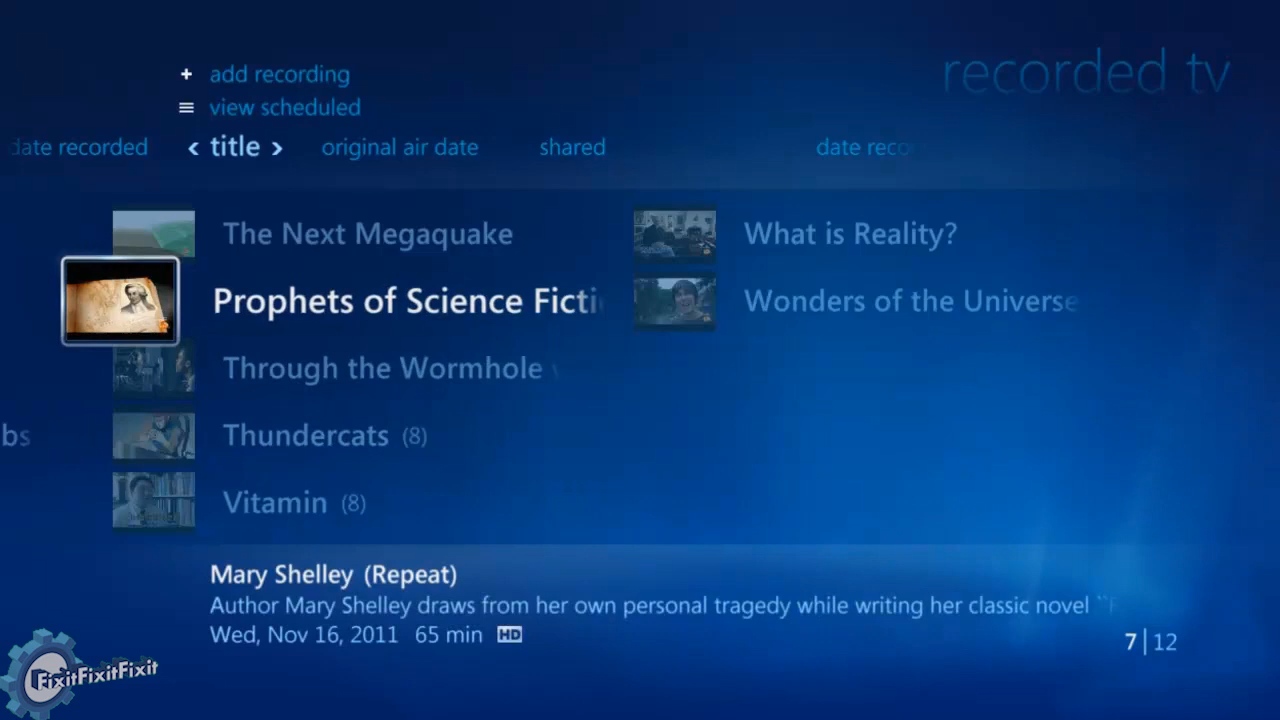 recorded tv
+ add recording
≡ view scheduled
date recorded < title > original air date shared date reco
The Next Megaquake
Prophets of Science Ficti
Through the Wormhole
Thundercats (8)
Vitamin (8)
What is Reality?
Wonders of the Universe
bs
Mary Shelley (Repeat)
Author Mary Shelley draws from her own personal tragedy while writing her classic novel ``F
Wed, Nov 16, 2011 65 min HD
7 | 12
FixitFixitFixit